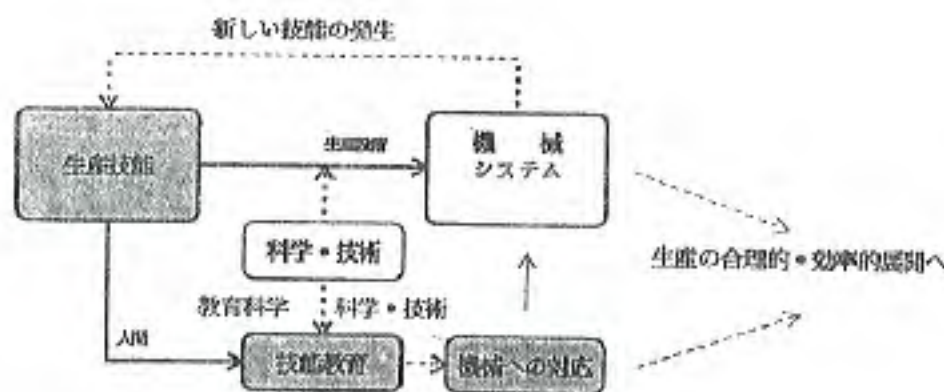 新しい技能の発生
生産技能
機 械
システム
科学・技術
生産の合理的・効率的展開へ
教育科学 科学・技術
人間
技能教育
機械への対応